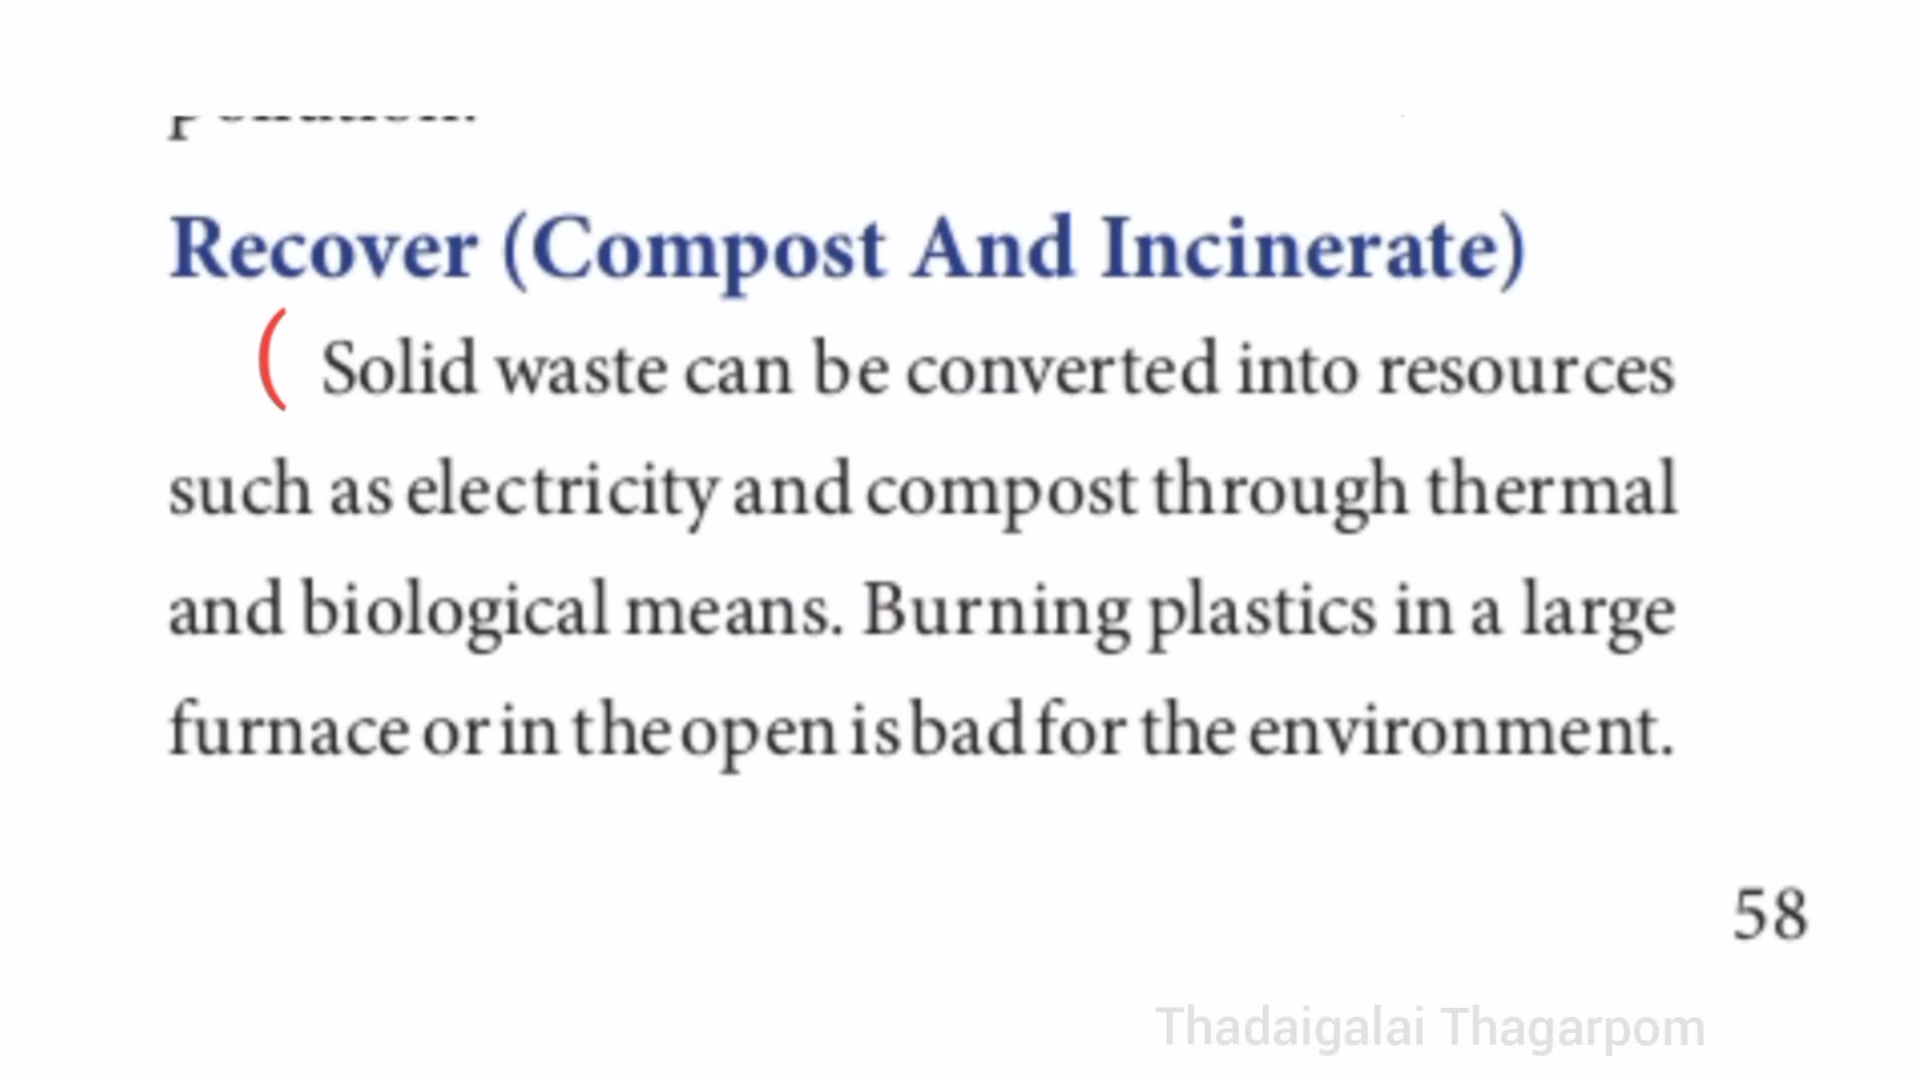 pollution.
Recover (Compost And Incinerate)
Solid waste can be converted into resources
such as electricity and compost through thermal
and biological means. Burning plastics in a large
furnace or in the open is bad for the environment.
58
Thadaigalai Thagarpom